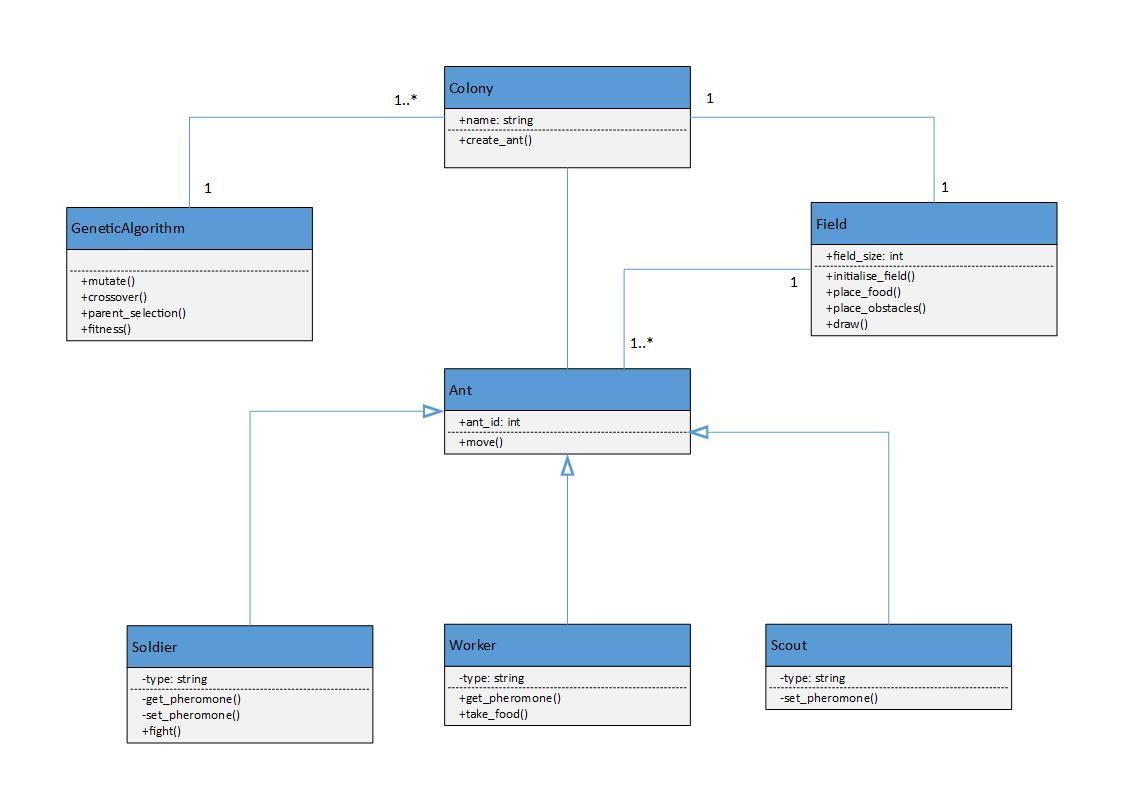 Colony
+name: string
+create_ant()
1..*
1
1
1
GeneticAlgorithm
+mutate()
+crossover()
+parent_selection()
+fitness()
Field
+field_size: int
+initialise_field()
+place_food()
+place_obstacles()
+draw()
1
1..*
Ant
+ant_id: int
+move()
Soldier
-type: string
-get_pheromone()
-set_pheromone()
+fight()
Worker
-type: string
+get_pheromone()
+take_food()
Scout
-type: string
-set_pheromone()